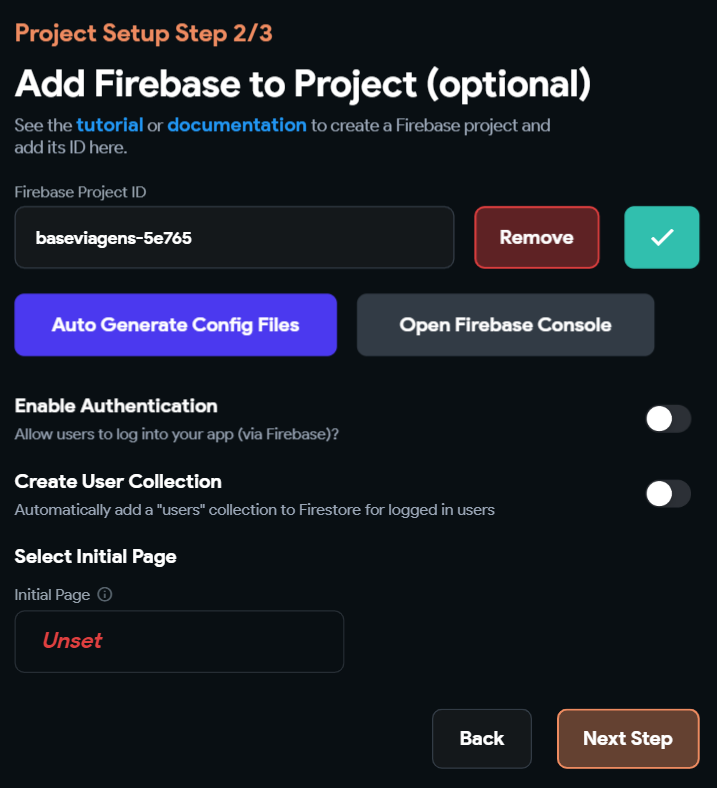 Project Setup Step 2/3
Add Firebase to Project (optional)
See the tutorial or documentation to create a Firebase project and
add its ID here.
Firebase Project ID
baseviagens-5e765
Remove
Auto Generate Config Files
Open Firebase Console
Enable Authentication
Allow users to log into your app (via Firebase)?
Create User Collection
Automatically add a "users" collection to Firestore for logged in users
Select Initial Page
Initial Page
Unset
Back
Next Step